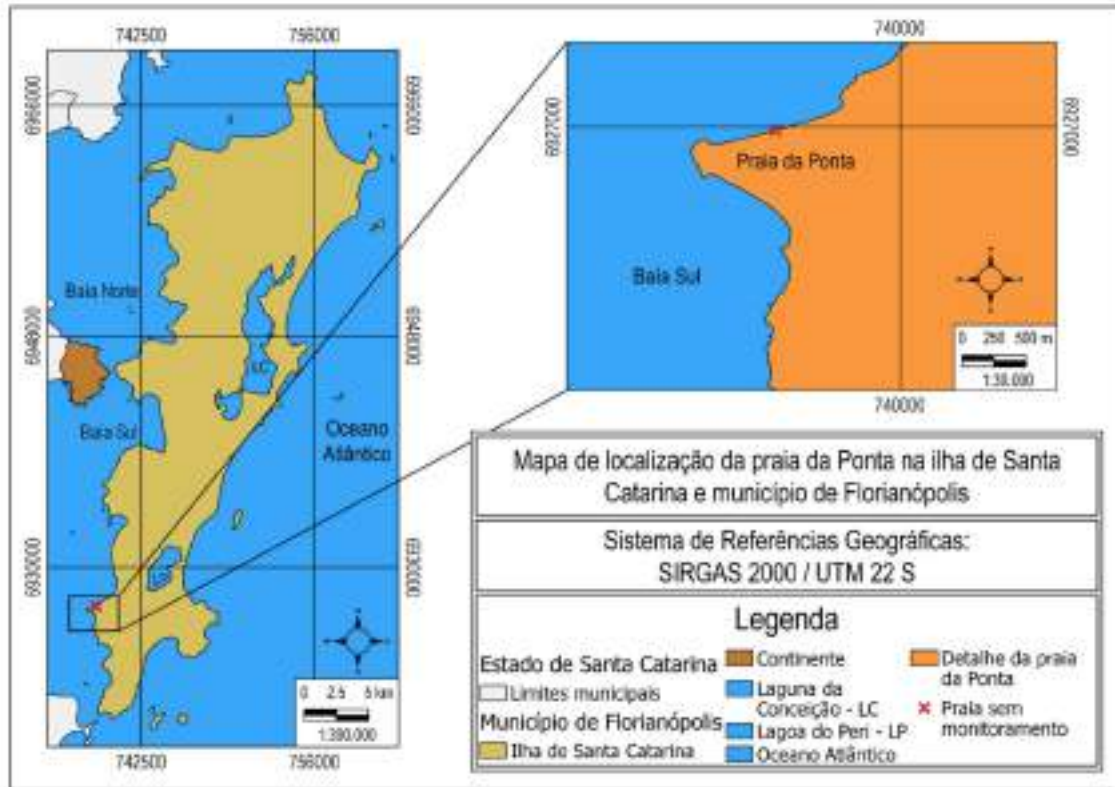 742500
756000
6966000
6966000
Baía Norte
6948000
6948000
LC
Baía Sul
Oceano
Atlântico
6930000
6930000
LP
0 2.5 5 km
1:390.000
742500
756000
740000
6927000
6927000
Praia da Ponta
Baía Sul
0 250 500 m
1:30.000
740000
Mapa de localização da praia da Ponta na ilha de Santa
Catarina e município de Florianópolis
Sistema de Referências Geográficas:
SIRGAS 2000 / UTM 22 S
Legenda
Estado de Santa Catarina
Limites municipais
Município de Florianópolis
Ilha de Santa Catarina
Continente
Laguna da
Conceição - LC
Lagoa do Peri - LP
Oceano Atlântico
Detalhe da praia
da Ponta
Praia sem
monitoramento